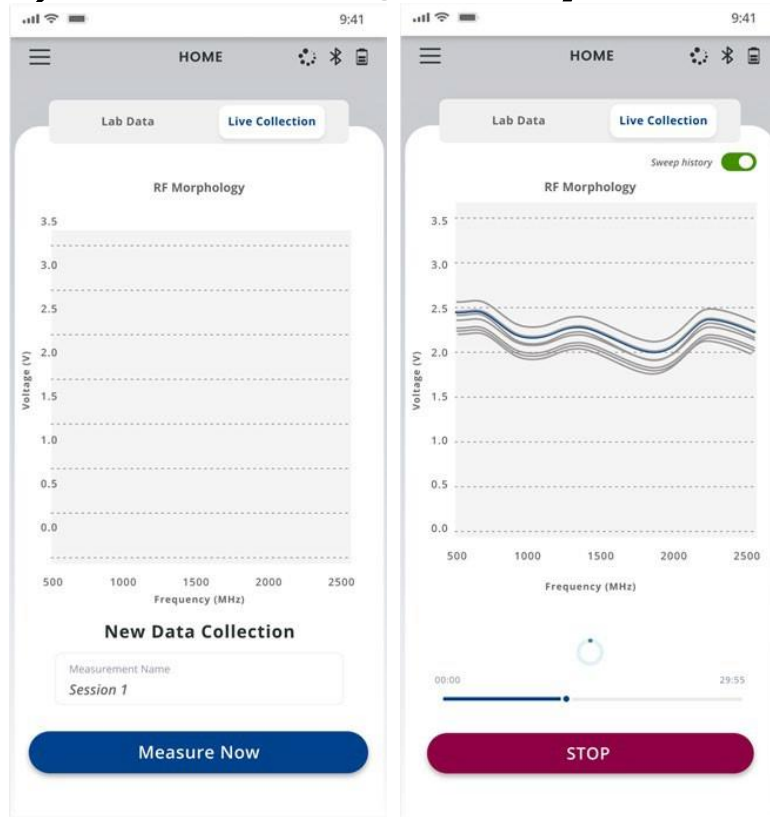 9:41
HOME
Lab Data Live Collection
RF Morphology
3.5
3.0
2.5
2.0
1.5
1.0
0.5
0.0
Voltage (V)
500 1000 1500 2000 2500
Frequency (MHz)
New Data Collection
Measurement Name
Session 1
Measure Now
9:41
HOME
Lab Data Live Collection
Sweep history
RF Morphology
3.5
3.0
2.5
2.0
1.5
1.0
0.5
0.0
Voltage (V)
500 1000 1500 2000 2500
Frequency (MHz)
00:00 29:55
STOP